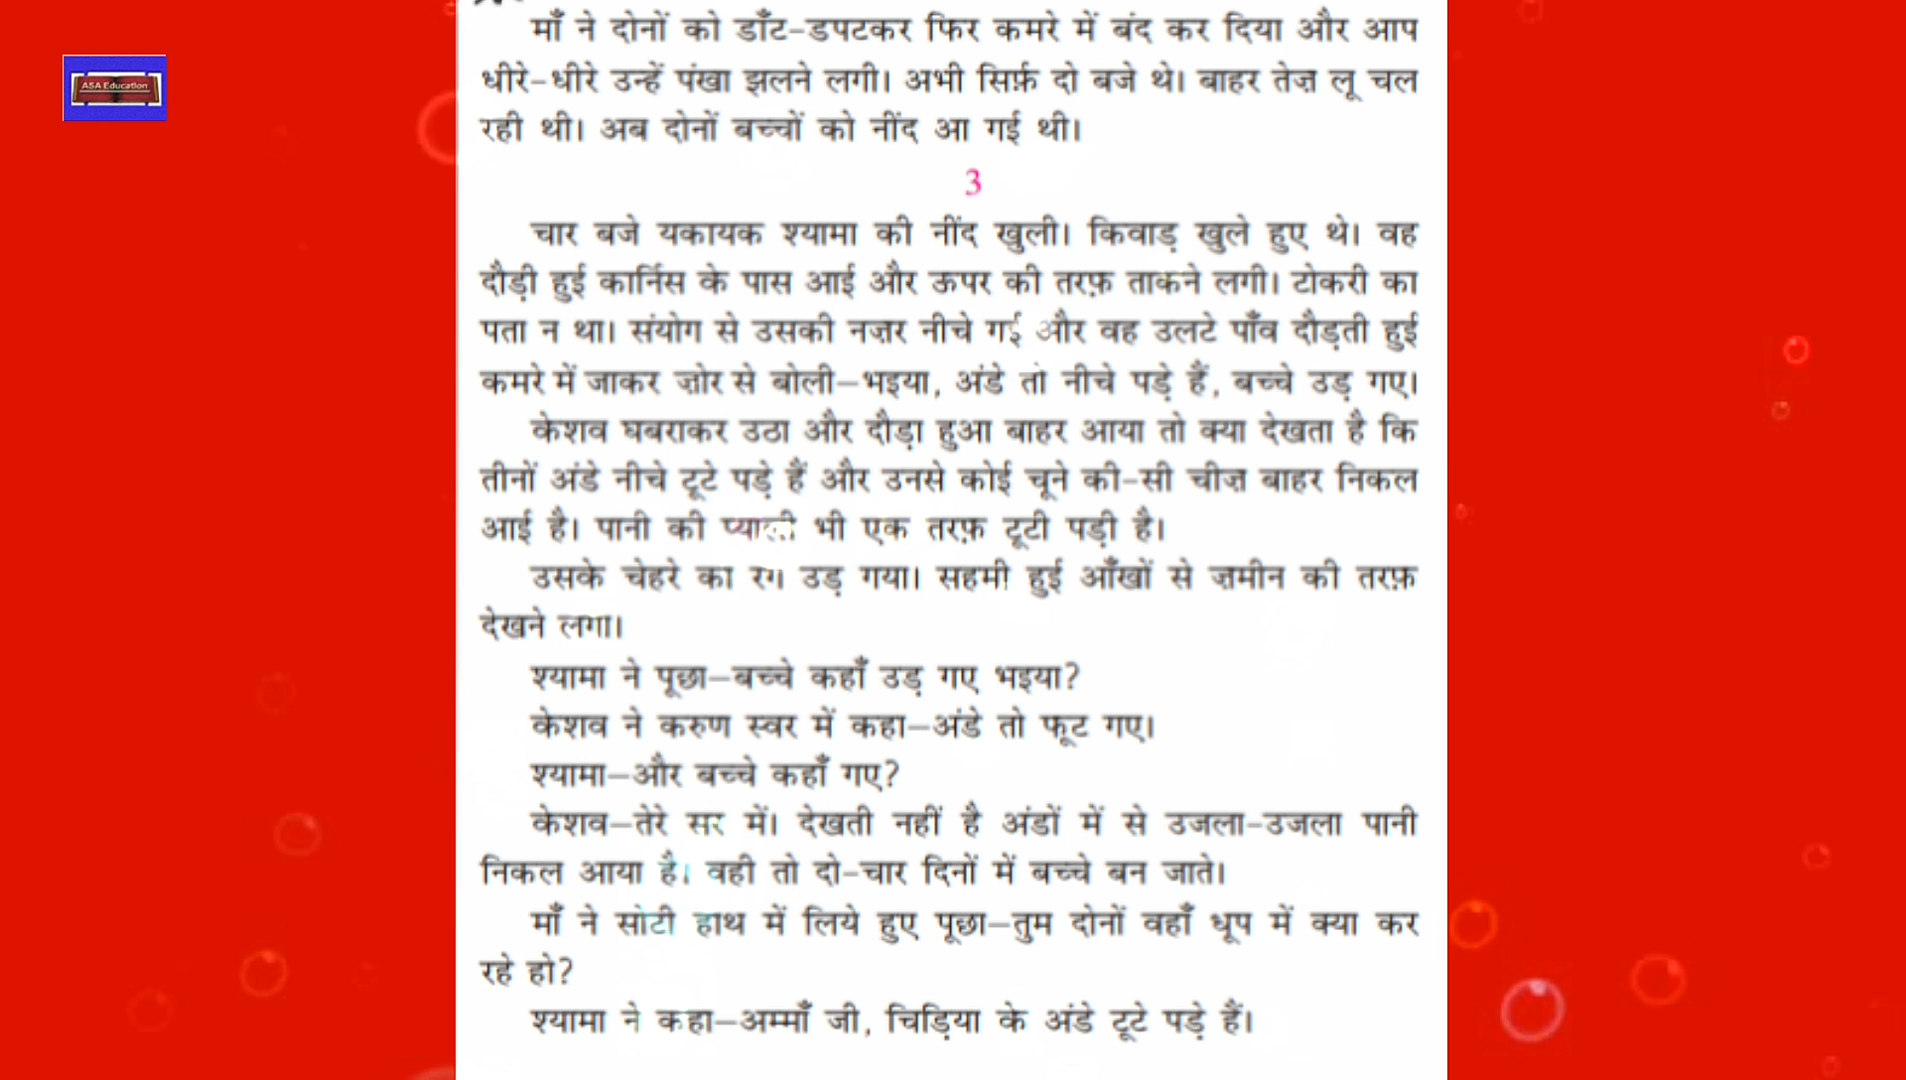 ASA Education
माँ ने दोनों को डाँट-डपटकर फिर कमरे में बंद कर दिया और आप
धीरे-धीरे उन्हें पंखा झलने लगी। अभी सिर्फ़ दो बजे थे। बाहर तेज़ लू चल
रही थी। अब दोनों बच्चों को नींद आ गई थी।
3
चार बजे यकायक श्यामा की नींद खुली। किवाड़ खुले हुए थे। वह
दौड़ी हुई कार्निस के पास आई और ऊपर की तरफ़ ताकने लगी। टोकरी का
पता न था। संयोग से उसकी नज़र नीचे गई और वह उलटे पाँव दौड़ती हुई
कमरे में जाकर ज़ोर से बोली—भइया, अंडे तो नीचे पड़े हैं, बच्चे उड़ गए।
केशव घबराकर उठा और दौड़ा हुआ बाहर आया तो क्या देखता है कि
तीनों अंडे नीचे टूटे पड़े हैं और उनसे कोई चूने की-सी चीज़ बाहर निकल
आई है। पानी की प्याली भी एक तरफ़ टूटी पड़ी है।
उसके चेहरे का रंग उड़ गया। सहमी हुई आँखों से ज़मीन की तरफ़
देखने लगा।
श्यामा ने पूछा—बच्चे कहाँ उड़ गए भइया?
केशव ने करुण स्वर में कहा—अंडे तो फूट गए।
श्यामा—और बच्चे कहाँ गए?
केशव—तेरे सर में। देखती नहीं है अंडों में से उजला-उजला पानी
निकल आया है। वही तो दो-चार दिनों में बच्चे बन जाते।
माँ ने सोटी हाथ में लिये हुए पूछा—तुम दोनों वहाँ धूप में क्या कर
रहे हो?
श्यामा ने कहा—अम्माँ जी, चिड़िया के अंडे टूटे पड़े हैं।